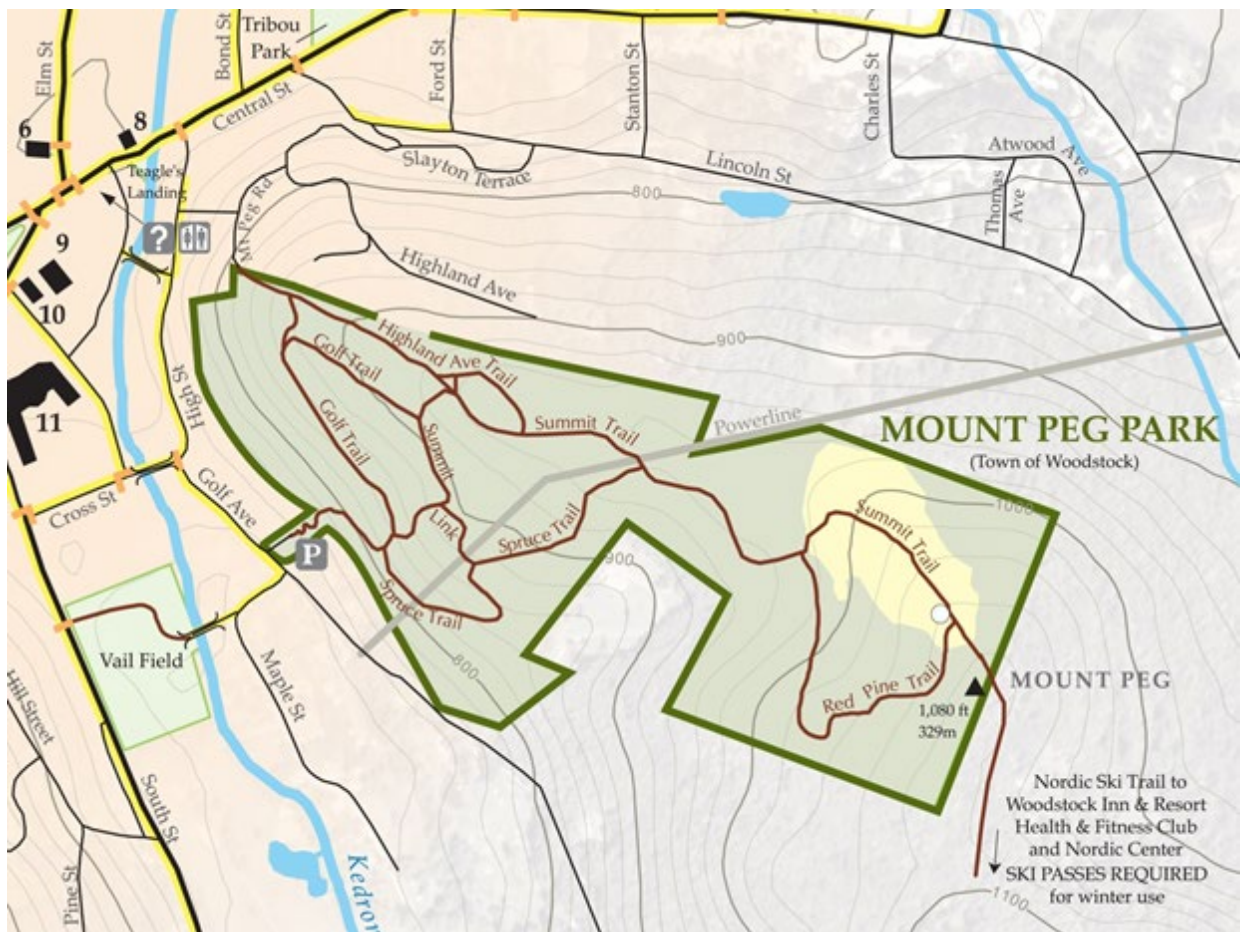 Elm St
Bond St
Tribou
Park
Central St
Ford St
Stanton St
Charles St
Atwood Ave
Thomas
Ave
6
8
Teagle's
Landing
Slayton Terrace
Lincoln St
800
Mt Peg Rd
?
9
10
11
Highland Ave
900
High St
Highland Ave Trail
Golf Trail
Golf Trail
Summit Trail
Powerline
MOUNT PEG PARK
(Town of Woodstock)
Summit
Link
Cross St
Golf Ave
P
Spruce Trail
Spruce Trail
900
1000
Summit Trail
Vail Field
Maple St
800
Red Pine Trail
MOUNT PEG
1,080 ft
329m
Hill Street
South St
Pine St
Kedron
Nordic Ski Trail to
Woodstock Inn & Resort
Health & Fitness Club
and Nordic Center
SKI PASSES REQUIRED
for winter use
1100